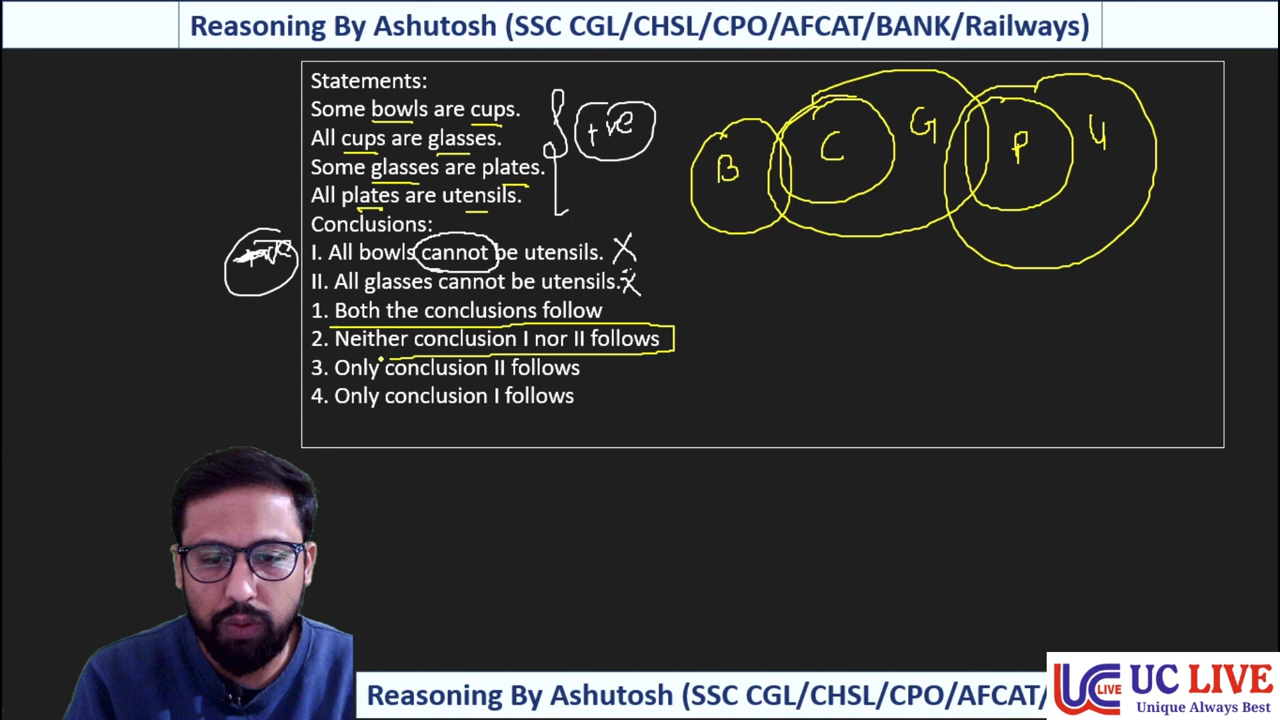 Reasoning By Ashutosh (SSC CGL/CHSL/CPO/AFCAT/BANK/Railways)
Statements:
Some bowls are cups.
All cups are glasses.
Some glasses are plates.
All plates are utensils.
Conclusions:
I. All bowls cannot be utensils. X
II. All glasses cannot be utensils. X
1. Both the conclusions follow
2. Neither conclusion I nor II follows
3. Only conclusion II follows
4. Only conclusion I follows
+ve
B C G P U
Reasoning By Ashutosh (SSC CGL/CHSL/CPO/AFCAT/
UC LIVE
UC LIVE
Unique Always Best